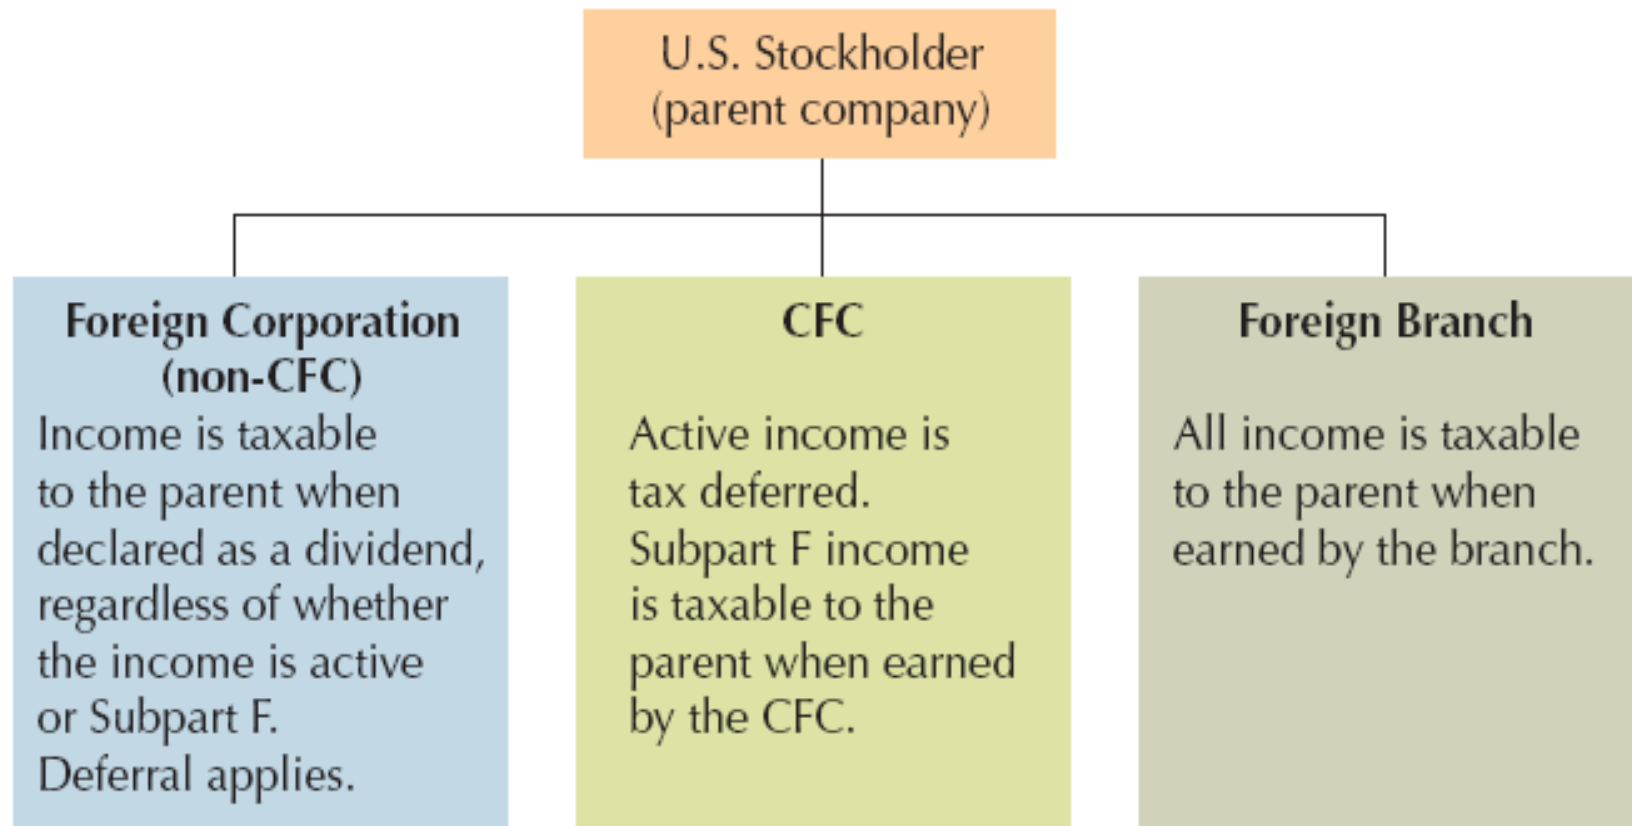 U.S. Stockholder
(parent company)
Foreign Corporation
(non-CFC)
Income is taxable
to the parent when
declared as a dividend,
regardless of whether
the income is active
or Subpart F.
Deferral applies.
CFC
Active income is
tax deferred.
Subpart F income
is taxable to the
parent when earned
by the CFC.
Foreign Branch
All income is taxable
to the parent when
earned by the branch.